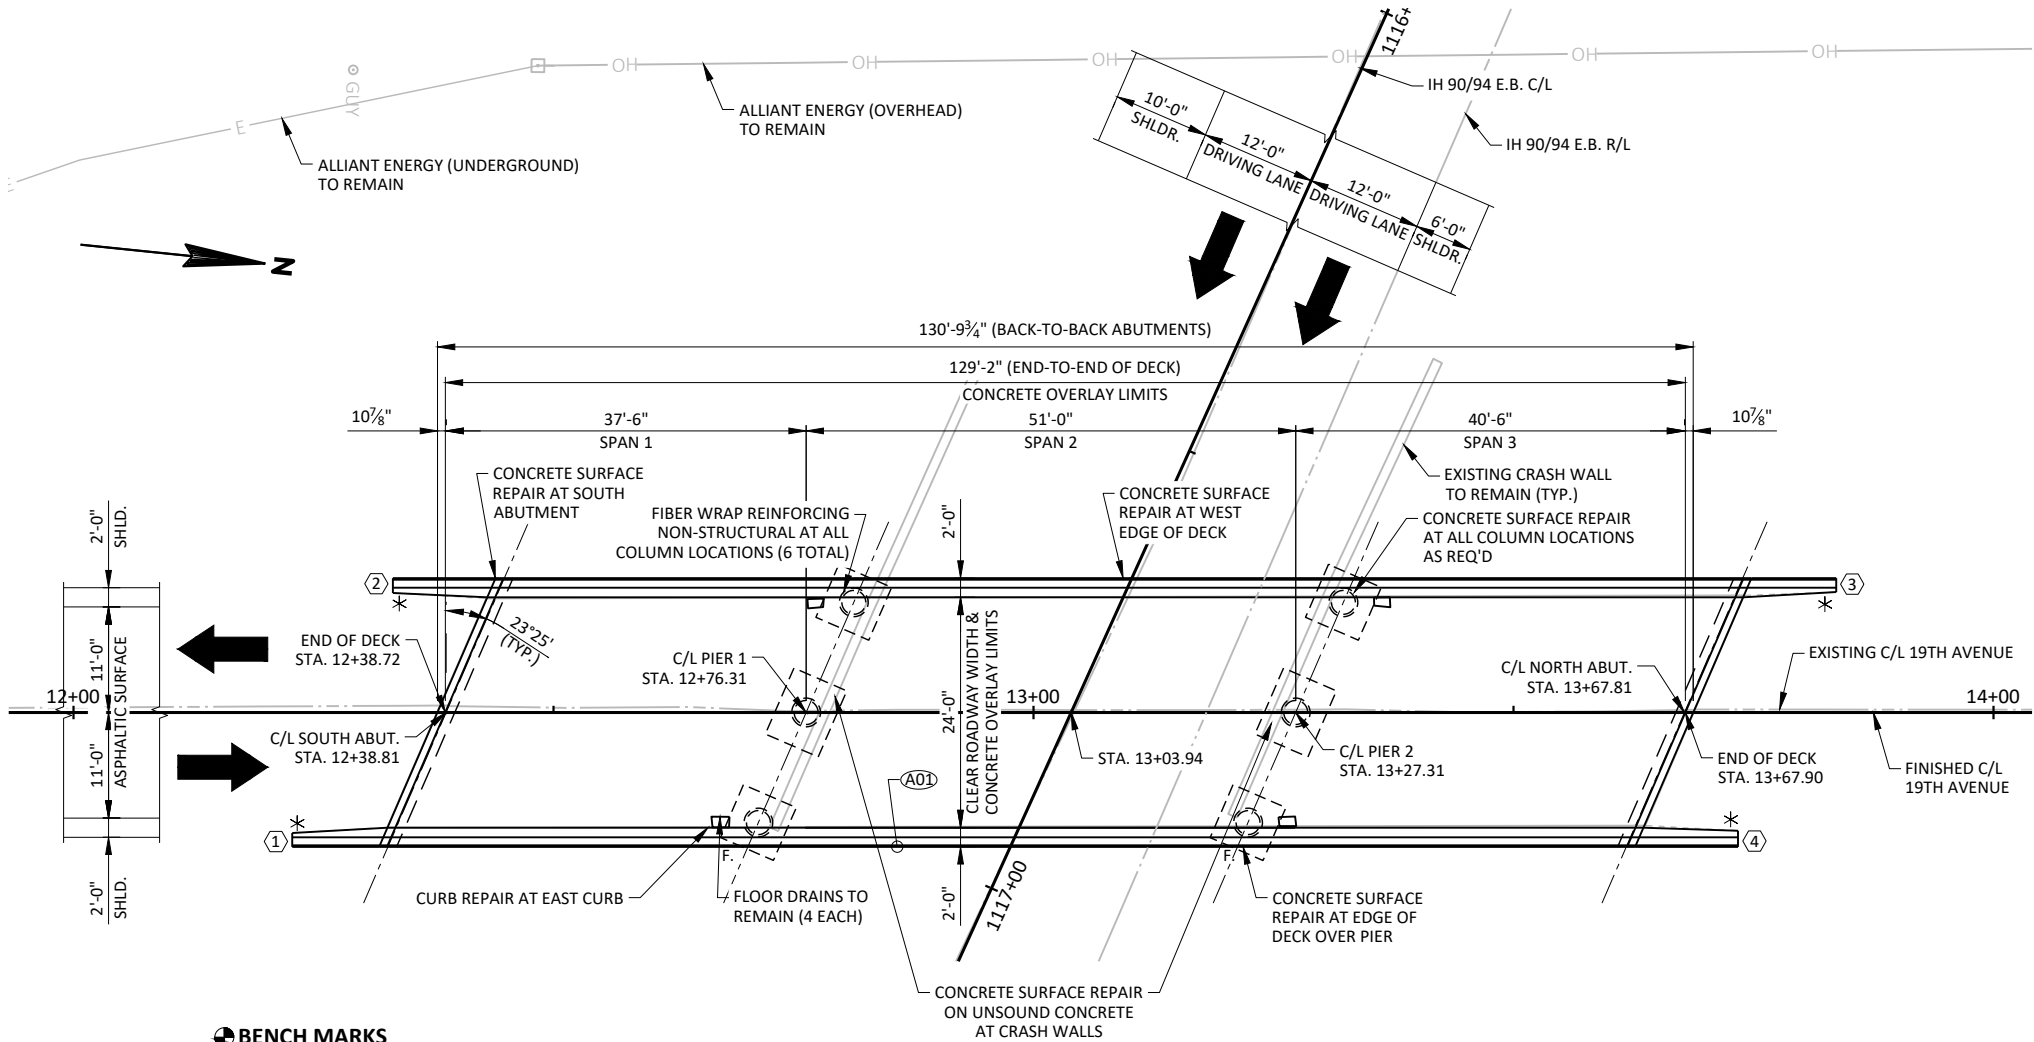 1116+
OH OH OH OH OH OH
GUY
E
E
IH 90/94 E.B. C/L
IH 90/94 E.B. R/L
ALLIANT ENERGY (OVERHEAD)
TO REMAIN
ALLIANT ENERGY (UNDERGROUND)
TO REMAIN
10'-0"
SHLDR.
12'-0"
DRIVING LANE
12'-0"
DRIVING LANE
6'-0"
SHLDR.
N
130'-9¾" (BACK-TO-BACK ABUTMENTS)
129'-2" (END-TO-END OF DECK)
CONCRETE OVERLAY LIMITS
10⅞"
37'-6"
SPAN 1
51'-0"
SPAN 2
40'-6"
SPAN 3
10⅞"
CONCRETE SURFACE
REPAIR AT SOUTH
ABUTMENT
FIBER WRAP REINFORCING
NON-STRUCTURAL AT ALL
COLUMN LOCATIONS (6 TOTAL)
2'-0"
CONCRETE SURFACE
REPAIR AT WEST
EDGE OF DECK
EXISTING CRASH WALL
TO REMAIN (TYP.)
CONCRETE SURFACE REPAIR
AT ALL COLUMN LOCATIONS
AS REQ'D
2'-0"
SHLD.
11'-0"
11'-0"
ASPHALTIC SURFACE
2'-0"
SHLD.
2
3
23°25'
(TYP.)
END OF DECK
STA. 12+38.72
C/L PIER 1
STA. 12+76.31
24'-0"
CLEAR ROADWAY WIDTH &
CONCRETE OVERLAY LIMITS
C/L NORTH ABUT.
STA. 13+67.81
EXISTING C/L 19TH AVENUE
12+00
13+00
14+00
C/L SOUTH ABUT.
STA. 12+38.81
A01
STA. 13+03.94
C/L PIER 2
STA. 13+27.31
END OF DECK
STA. 13+67.90
FINISHED C/L
19TH AVENUE
1
4
F.
F.
CURB REPAIR AT EAST CURB
FLOOR DRAINS TO
REMAIN (4 EACH)
2'-0"
1117+00
CONCRETE SURFACE
REPAIR AT EDGE OF
DECK OVER PIER
CONCRETE SURFACE REPAIR
ON UNSOUND CONCRETE
AT CRASH WALLS
BENCH MARKS